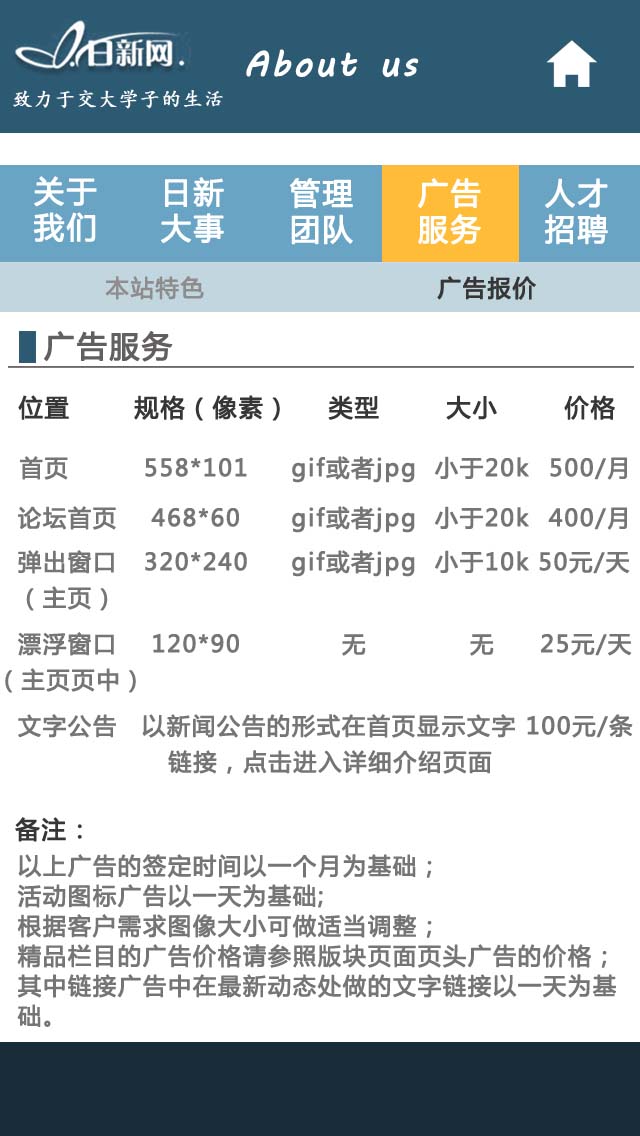 日新网.
About us
致力于交大学子的生活
关于我们 日新大事 管理团队 广告服务 人才招聘
本站特色 广告报价
广告服务
位置 规格（像素） 类型 大小 价格
首页 558*101 gif或者jpg 小于20k 500/月
论坛首页 468*60 gif或者jpg 小于20k 400/月
弹出窗口 320*240 gif或者jpg 小于10k 50元/天
（主页）
漂浮窗口 120*90 无 无 25元/天
（主页页中）
文字公告 以新闻公告的形式在首页显示文字 100元/条
链接，点击进入详细介绍页面
备注：
以上广告的签定时间以一个月为基础；
活动图标广告以一天为基础;
根据客户需求图像大小可做适当调整；
精品栏目的广告价格请参照版块页面页头广告的价格；
其中链接广告中在最新动态处做的文字链接以一天为基
础。